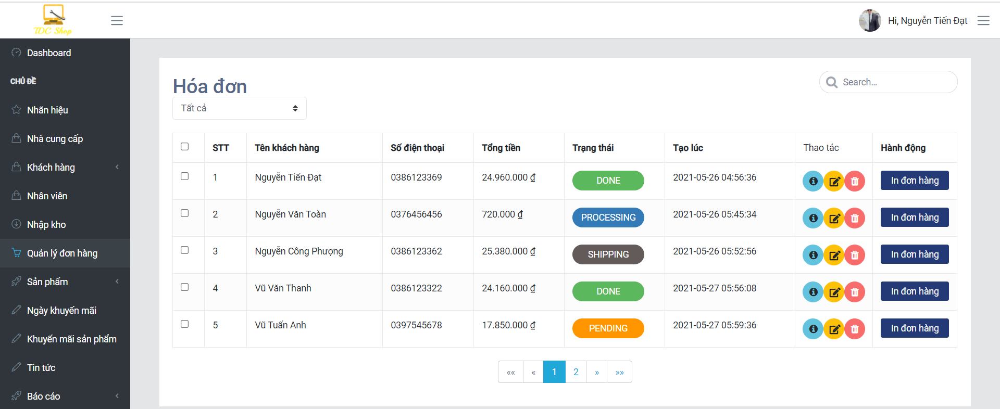 TDC Shop
Hi, Nguyễn Tiến Đạt
Dashboard
CHỦ ĐỀ
Nhãn hiệu
Nhà cung cấp
Khách hàng
Nhân viên
Nhập kho
Quản lý đơn hàng
Sản phẩm
Ngày khuyến mãi
Khuyến mãi sản phẩm
Tin tức
Báo cáo
Hóa đơn
Search...
Tất cả
STT Tên khách hàng Số điện thoại Tổng tiền Trạng thái Tạo lúc Thao tác Hành động
1 Nguyễn Tiến Đạt 0386123369 24.960.000 ₫ DONE 2021-05-26 04:56:36 In đơn hàng
2 Nguyễn Văn Toàn 0376456456 720.000 ₫ PROCESSING 2021-05-26 05:45:34 In đơn hàng
3 Nguyễn Công Phượng 0386123362 25.380.000 ₫ SHIPPING 2021-05-26 05:52:56 In đơn hàng
4 Vũ Văn Thanh 0386123322 24.160.000 ₫ DONE 2021-05-27 05:56:08 In đơn hàng
5 Vũ Tuấn Anh 0397545678 17.850.000 ₫ PENDING 2021-05-27 05:59:36 In đơn hàng
«« « 1 2 » »»